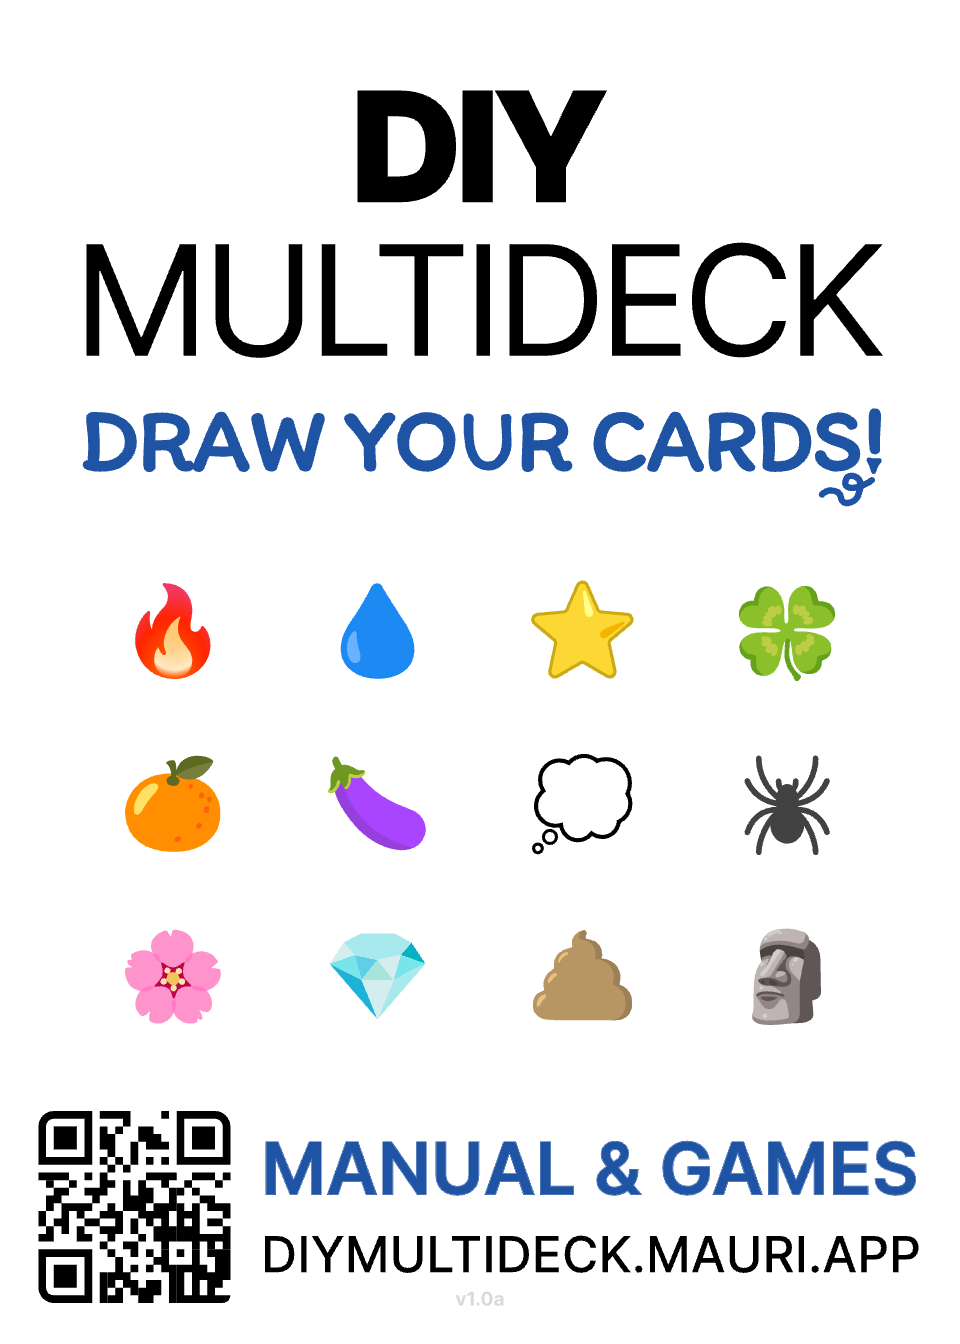 DIY
MULTIDECK
DRAW YOUR CARDS!
MANUAL & GAMES
DIYMULTIDECK.MAURI.APP
v1.0a